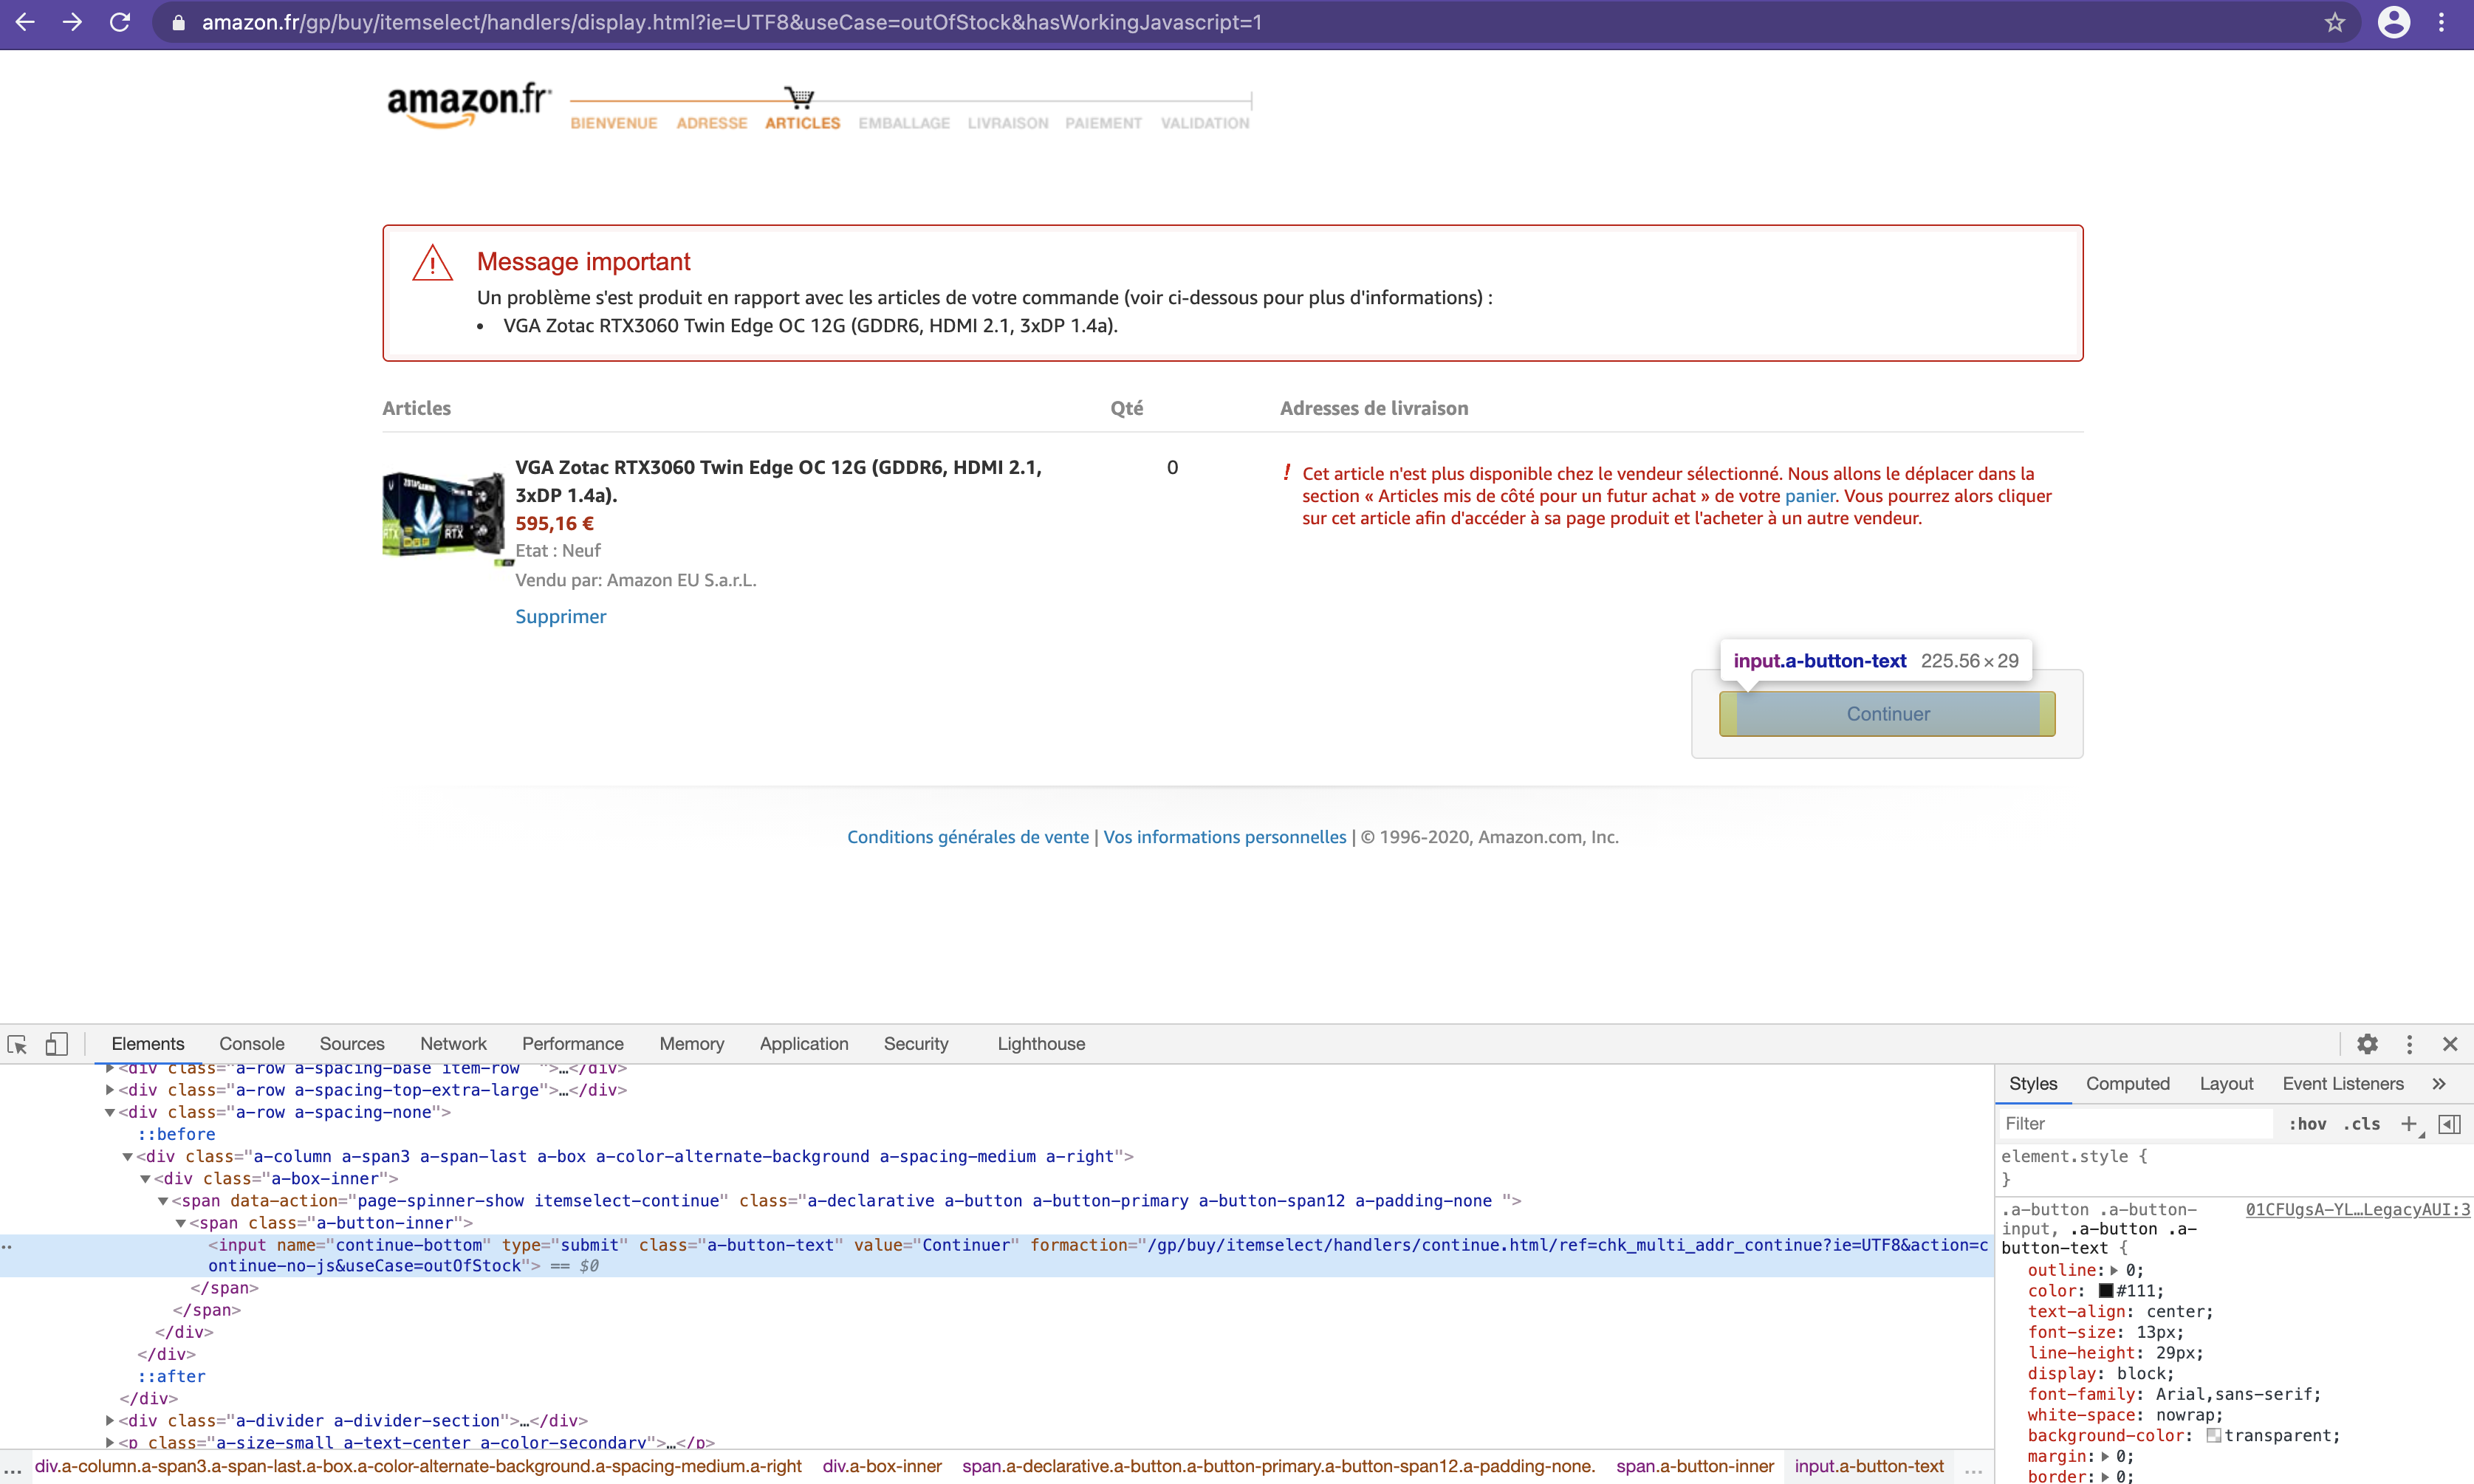 amazon.fr/gp/buy/itemselect/handlers/display.html?ie=UTF8&useCase=outOfStock&hasWorkingJavascript=1
amazon.fr
BIENVENUE ADRESSE ARTICLES EMBALLAGE LIVRAISON PAIEMENT VALIDATION
Message important
Un problème s'est produit en rapport avec les articles de votre commande (voir ci-dessous pour plus d'informations) :
• VGA Zotac RTX3060 Twin Edge OC 12G (GDDR6, HDMI 2.1, 3xDP 1.4a).
Articles Qté Adresses de livraison
VGA Zotac RTX3060 Twin Edge OC 12G (GDDR6, HDMI 2.1,
3xDP 1.4a).
595,16 €
Etat : Neuf
Vendu par: Amazon EU S.a.r.L.
Supprimer
0
! Cet article n'est plus disponible chez le vendeur sélectionné. Nous allons le déplacer dans la
section « Articles mis de côté pour un futur achat » de votre panier. Vous pourrez alors cliquer
sur cet article afin d'accéder à sa page produit et l'acheter à un autre vendeur.
RTX
input.a-button-text 225.56 × 29
Continuer
Conditions générales de vente | Vos informations personnelles | © 1996-2020, Amazon.com, Inc.
Elements Console Sources Network Performance Memory Application Security Lighthouse
<div class="a-row a-spacing-base item-row  ">…</div>
<div class="a-row a-spacing-top-extra-large">…</div>
<div class="a-row a-spacing-none">
::before
<div class="a-column a-span3 a-span-last a-box a-color-alternate-background a-spacing-medium a-right">
<div class="a-box-inner">
<span data-action="page-spinner-show itemselect-continue" class="a-declarative a-button a-button-primary a-button-span12 a-padding-none ">
<span class="a-button-inner">
<input name="continue-bottom" type="submit" class="a-button-text" value="Continuer" formaction="/gp/buy/itemselect/handlers/continue.html/ref=chk_multi_addr_continue?ie=UTF8&action=c
ontinue-no-js&useCase=outOfStock"> == $0
</span>
</span>
</div>
</div>
::after
</div>
<div class="a-divider a-divider-section">…</div>
<p class="a-size-small a-text-center a-color-secondary">…</p>
… div.a-column.a-span3.a-span-last.a-box.a-color-alternate-background.a-spacing-medium.a-right div.a-box-inner span.a-declarative.a-button.a-button-primary.a-button-span12.a-padding-none. span.a-button-inner input.a-button-text …
Styles Computed Layout Event Listeners »
Filter :hov .cls +
element.style {
}
.a-button .a-button- 01CFUgsA-YL…LegacyAUI:3
input, .a-button .a-
button-text {
outline: 0;
color: #111;
text-align: center;
font-size: 13px;
line-height: 29px;
display: block;
font-family: Arial,sans-serif;
white-space: nowrap;
background-color: transparent;
margin: 0;
border: 0;